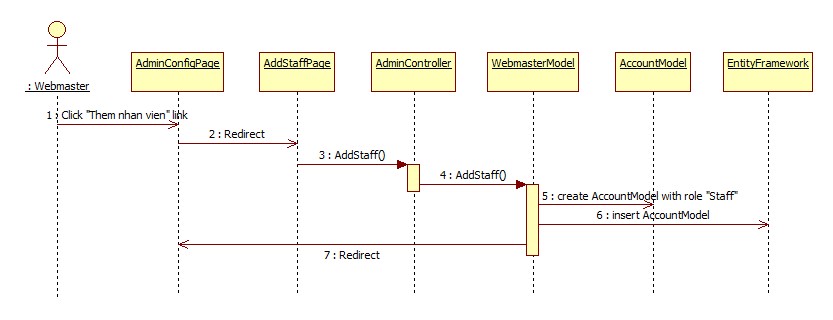 AdminConfigPage
AddStaffPage
AdminController
WebmasterModel
AccountModel
EntityFramework
: Webmaster
1 : Click "Them nhan vien" link
2 : Redirect
3 : AddStaff()
4 : AddStaff()
5 : create AccountModel with role "Staff"
6 : insert AccountModel
7 : Redirect